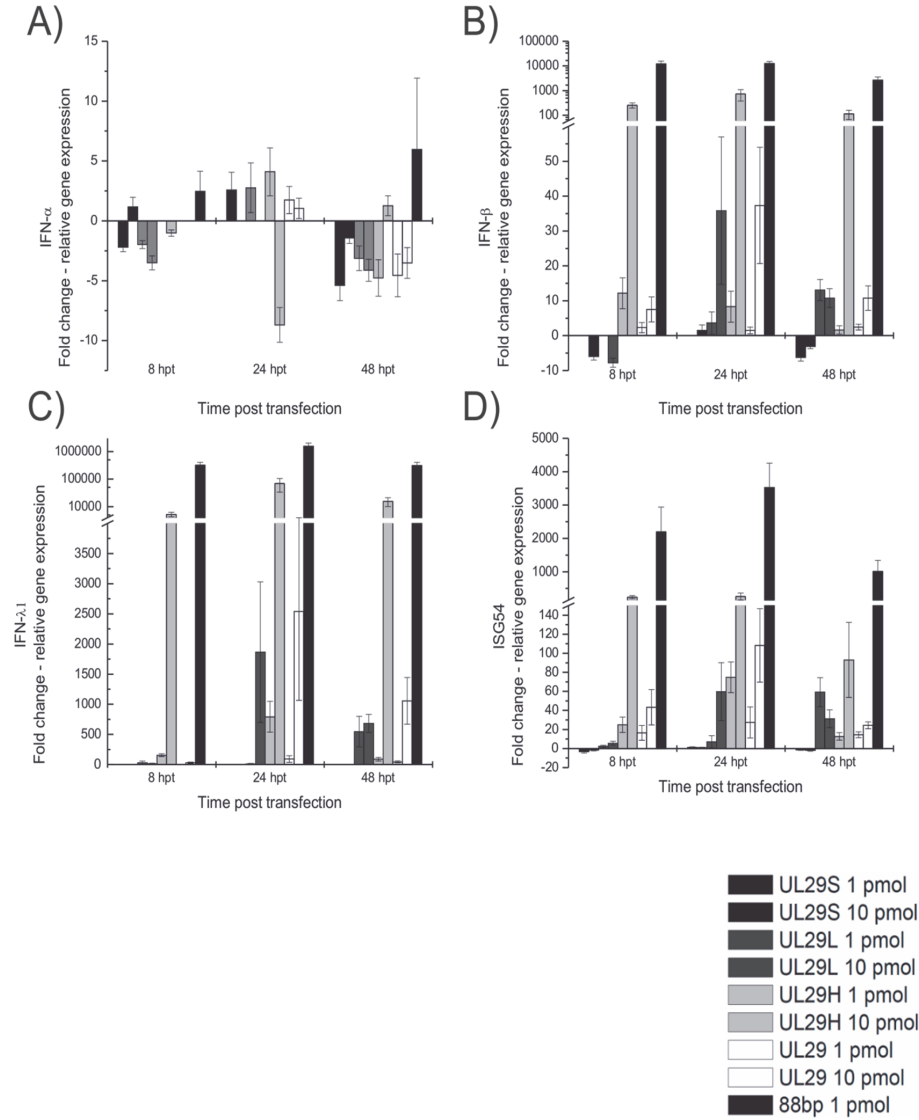 A)
15
10
5
0
-5
-10
IFN-α
Fold change - relative gene expression
8 hpt 24 hpt 48 hpt
Time post transfection
B)
100000
10000
1000
100
50
40
30
20
10
0
-10
IFN-β
Fold change - relative gene expression
8 hpt 24 hpt 48 hpt
Time post transfection
C)
1000000
100000
10000
3500
3000
2500
2000
1500
1000
500
0
IFN-λ1
Fold change - relative gene expression
8 hpt 24 hpt 48 hpt
Time post transfection
D)
5000
4000
3000
2000
1000
140
120
100
80
60
40
20
0
-20
ISG54
Fold change - relative gene expression
8 hpt 24 hpt 48 hpt
Time post transfection
UL29S 1 pmol
UL29S 10 pmol
UL29L 1 pmol
UL29L 10 pmol
UL29H 1 pmol
UL29H 10 pmol
UL29 1 pmol
UL29 10 pmol
88bp 1 pmol